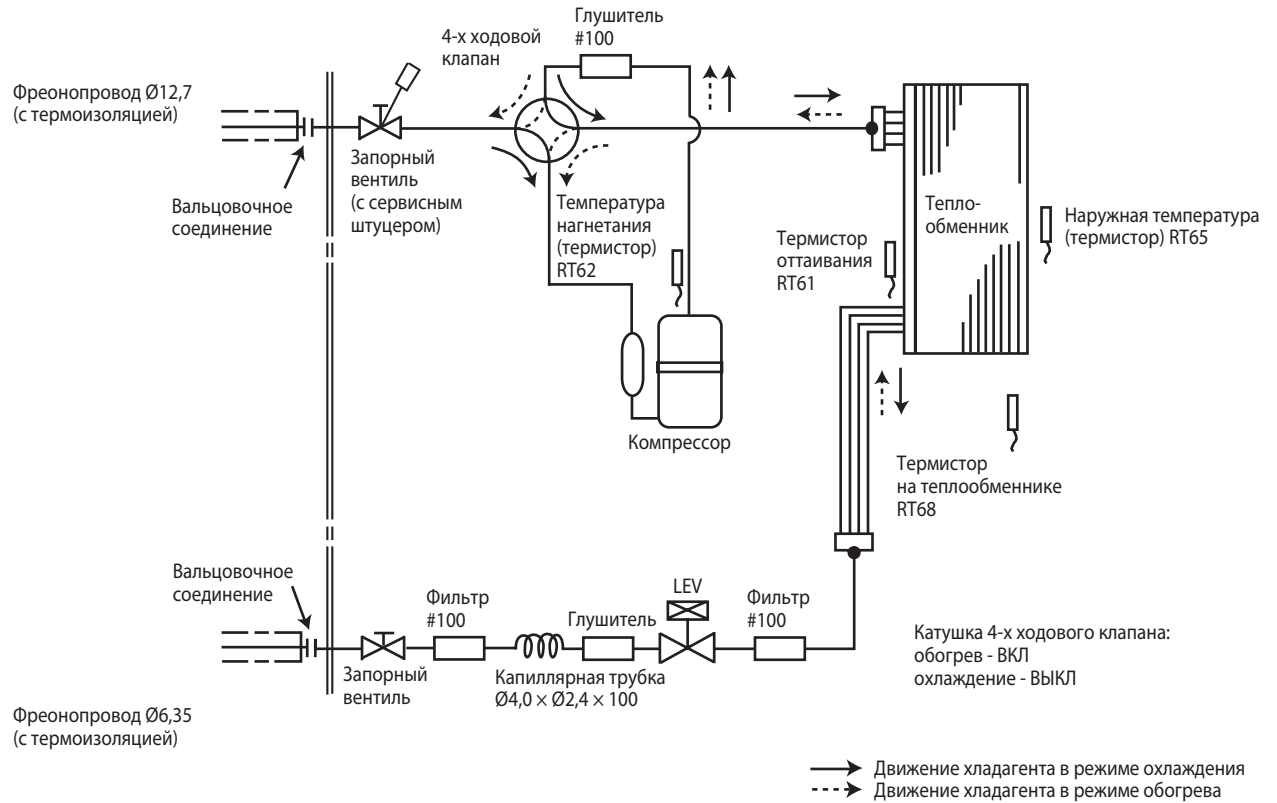 Глушитель
#100
4-х ходовой
клапан
Фреонопровод Ø12,7
(с термоизоляцией)
Запорный
вентиль
(с сервисным
штуцером)
Вальцовочное
соединение
Температура
нагнетания
(термистор)
RT62
Тепло-
обменник
Наружная температура
(термистор) RT65
Термистор
оттаивания
RT61
Компрессор
Термистор
на теплообменнике
RT68
Вальцовочное
соединение
Фильтр
#100
Глушитель
LEV
Фильтр
#100
Запорный
вентиль
Капиллярная трубка
Ø4,0 × Ø2,4 × 100
Катушка 4-х ходового клапана:
обогрев - ВКЛ
охлаждение - ВЫКЛ
Фреонопровод Ø6,35
(с термоизоляцией)
Движение хладагента в режиме охлаждения
Движение хладагента в режиме обогрева